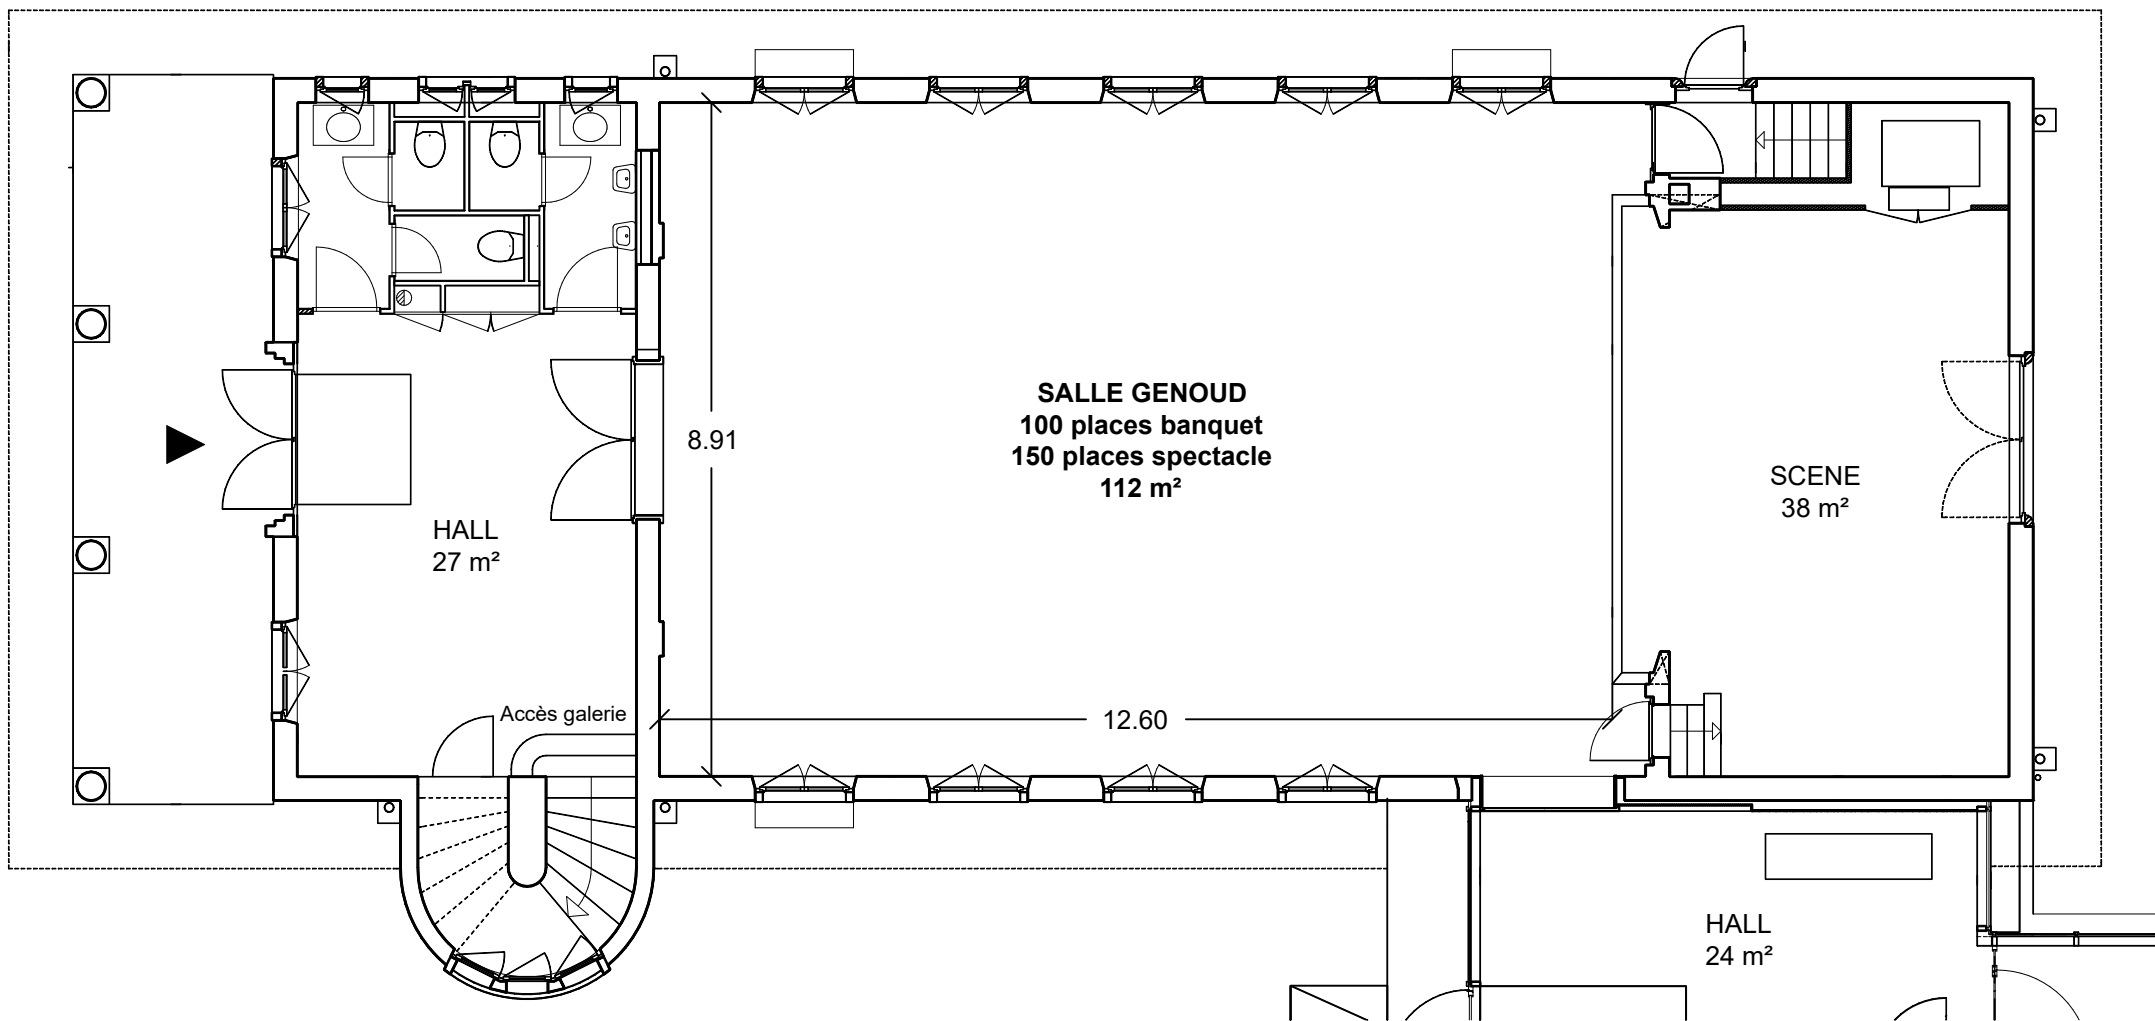 SALLE GENOUD
100 places banquet
150 places spectacle
112 m²
8.91
SCENE
38 m²
HALL
27 m²
Accès galerie
12.60
HALL
24 m²